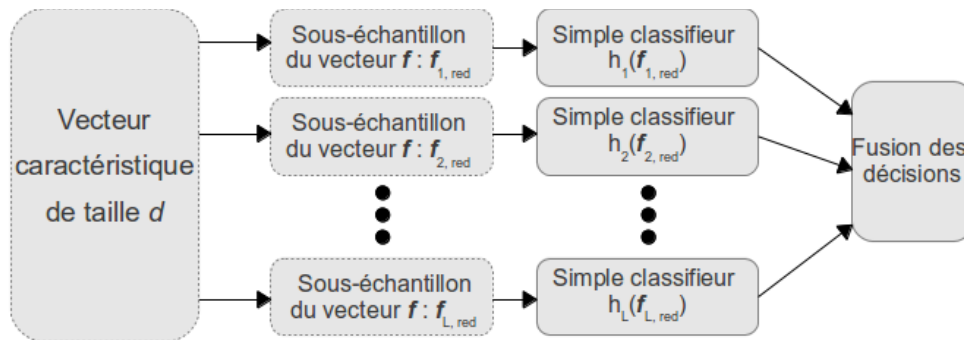 Vecteur
caractéristique
de taille d
Sous-échantillon
du vecteur f : f1, red
Simple classifieur
h1(f1, red)
Sous-échantillon
du vecteur f : f2, red
Simple classifieur
h2(f2, red)
Sous-échantillon
du vecteur f : fL, red
Simple classifieur
hL(fL, red)
Fusion des
décisions